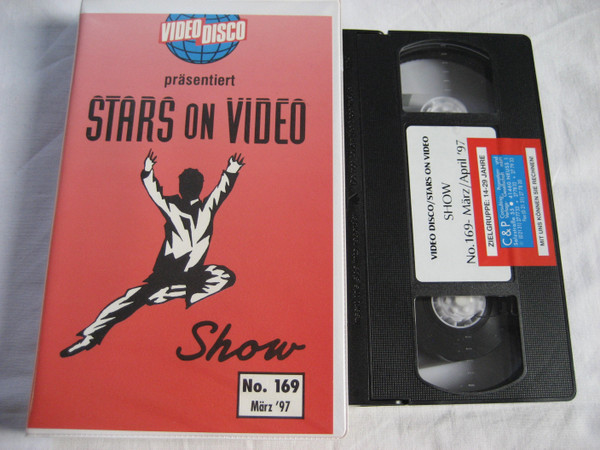 VIDEO DISCO
präsentiert
STARS ON VIDEO
Show
No. 169
März '97
VIDEO DISCO/STARS ON VIDEO
SHOW
No.169- März/April '97
ZIELGRUPPE: 14-29 JAHRE
C & P
MIT UNS KÖNNEN SIE RECHNEN!